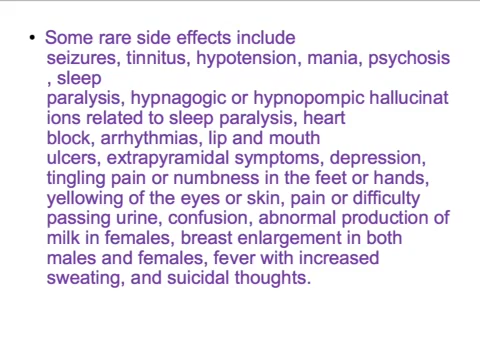 • Some rare side effects include
seizures, tinnitus, hypotension, mania, psychosis
, sleep
paralysis, hypnagogic or hypnopompic hallucinat
ions related to sleep paralysis, heart
block, arrhythmias, lip and mouth
ulcers, extrapyramidal symptoms, depression,
tingling pain or numbness in the feet or hands,
yellowing of the eyes or skin, pain or difficulty
passing urine, confusion, abnormal production of
milk in females, breast enlargement in both
males and females, fever with increased
sweating, and suicidal thoughts.